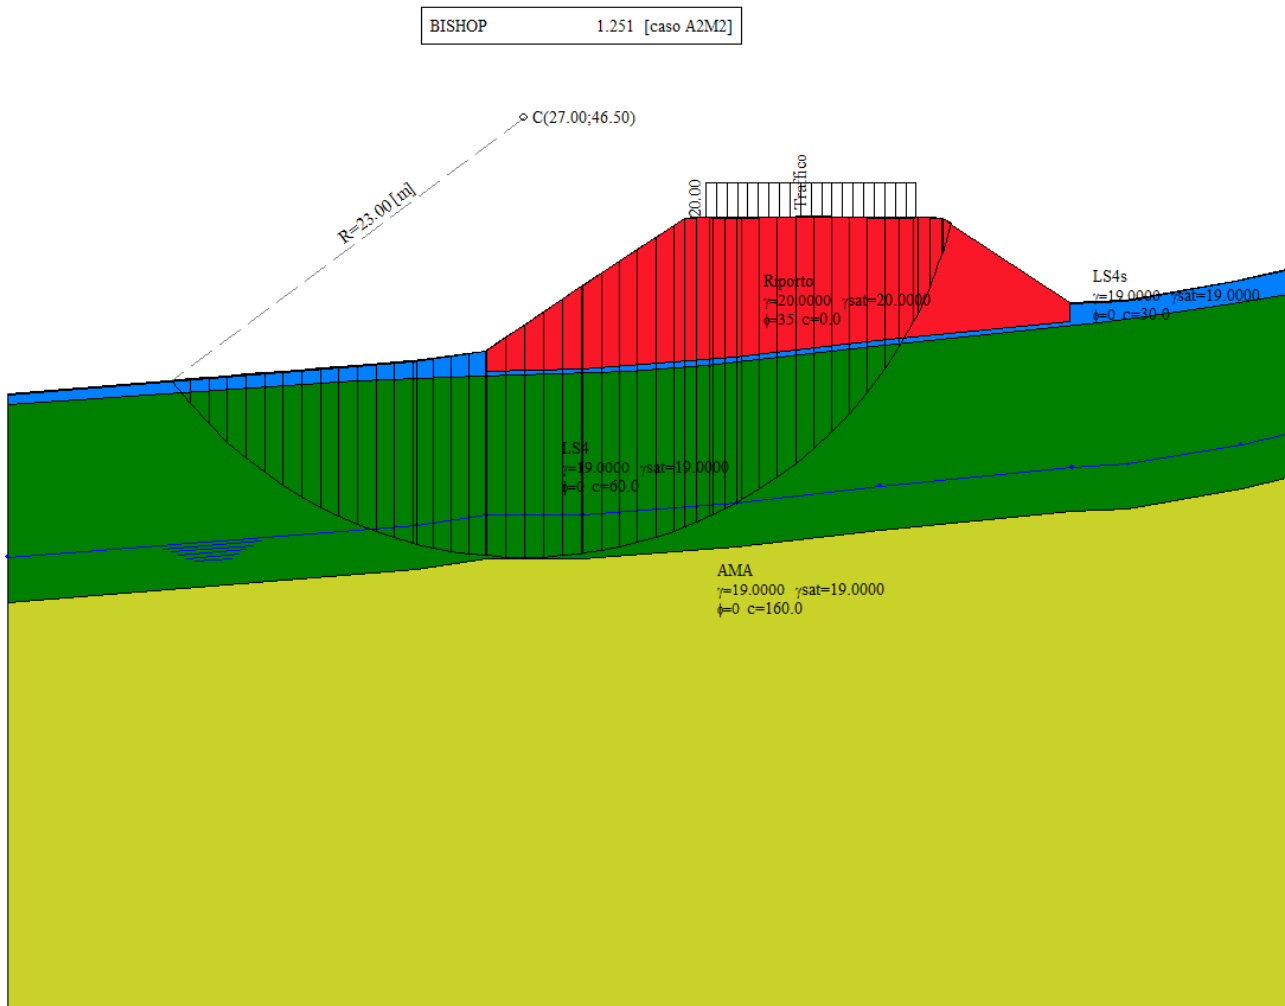 BISHOP 1.251 [caso A2M2]
C(27.00;46.50)
R=23.00 [m]
20.00
Traffico
Riporto
γ=20.0000 γsat=20.0000
ϕ=35 c=0.0
LS4s
γ=19.0000 γsat=19.0000
ϕ=0 c=30.0
LS4
γ=19.0000 γsat=19.0000
ϕ=0 c=60.0
AMA
γ=19.0000 γsat=19.0000
ϕ=0 c=160.0